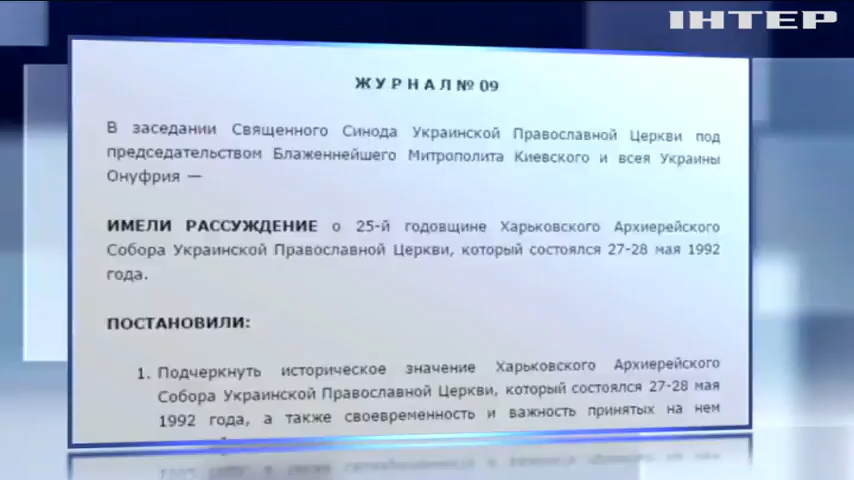 ІНТЕР
ЖУРНАЛ № 09
В заседании Священного Синода Украинской Православной Церкви под
председательством Блаженнейшего Митрополита Киевского и всея Украины
Онуфрия —
ИМЕЛИ РАССУЖДЕНИЕ о 25-й годовщине Харьковского Архиерейского
Собора Украинской Православной Церкви, который состоялся 27-28 мая 1992
года.
ПОСТАНОВИЛИ:
1. Подчеркнуть историческое значение Харьковского Архиерейского
Собора Украинской Православной Церкви, который состоялся 27-28 мая
1992 года, а также своевременность и важность принятых на нем